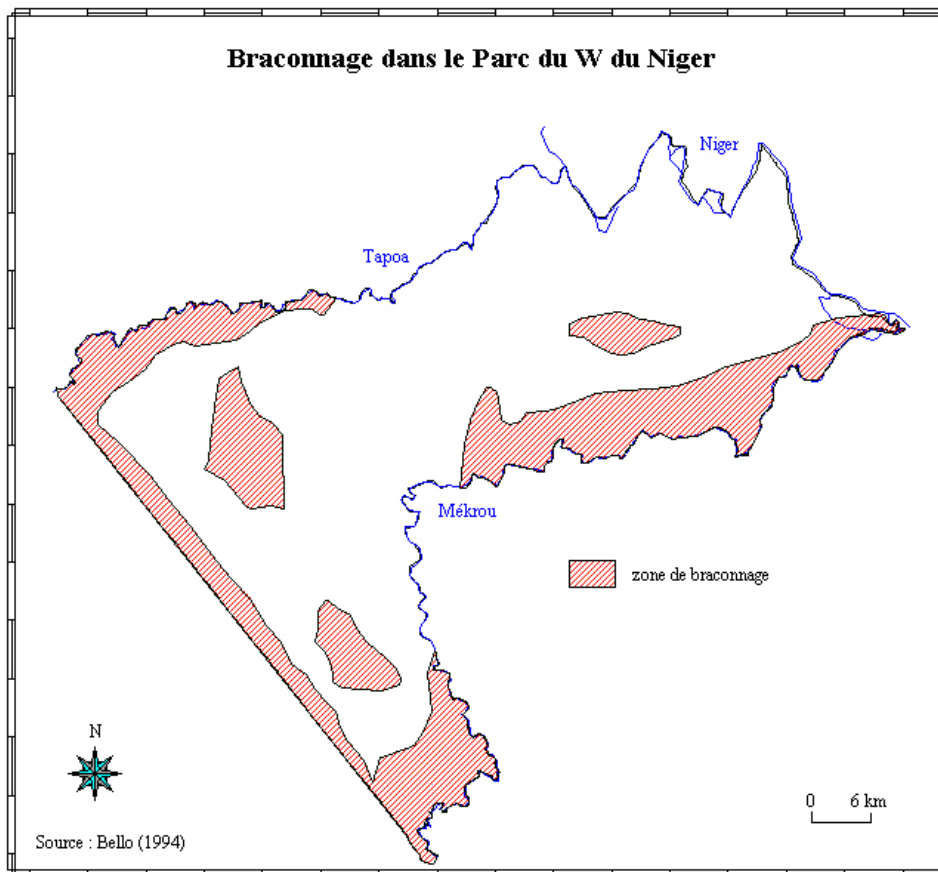 Braconnage dans le Parc du W du Niger
Niger
Tapoa
Mékrou
zone de braconnage
N
0 6 km
Source : Bello (1994)